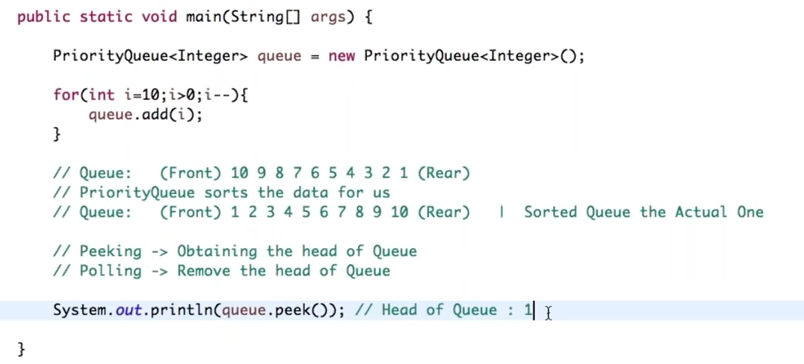 public static void main(String[] args) {
PriorityQueue<Integer> queue = new PriorityQueue<Integer>();
for(int i=10;i>0;i--){
queue.add(i);
}
// Queue:   (Front) 10 9 8 7 6 5 4 3 2 1 (Rear)
// PriorityQueue sorts the data for us
// Queue:   (Front) 1 2 3 4 5 6 7 8 9 10 (Rear)   |  Sorted Queue the Actual One
// Peeking -> Obtaining the head of Queue
// Polling -> Remove the head of Queue
System.out.println(queue.peek()); // Head of Queue : 1
}